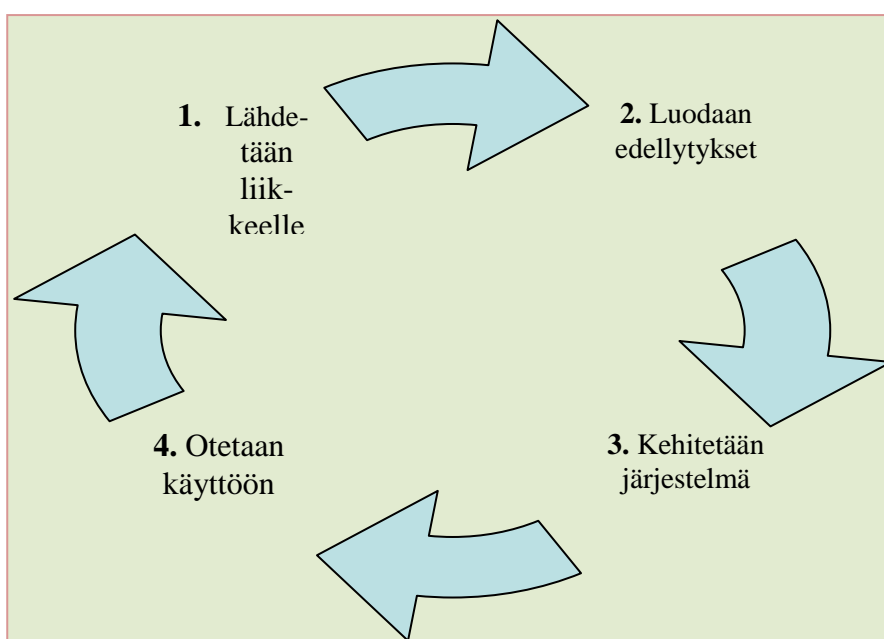 1. Lähde-
tään
liik-
keelle
2. Luodaan
edellytykset
3. Kehitetään
järjestelmä
4. Otetaan
käyttöön